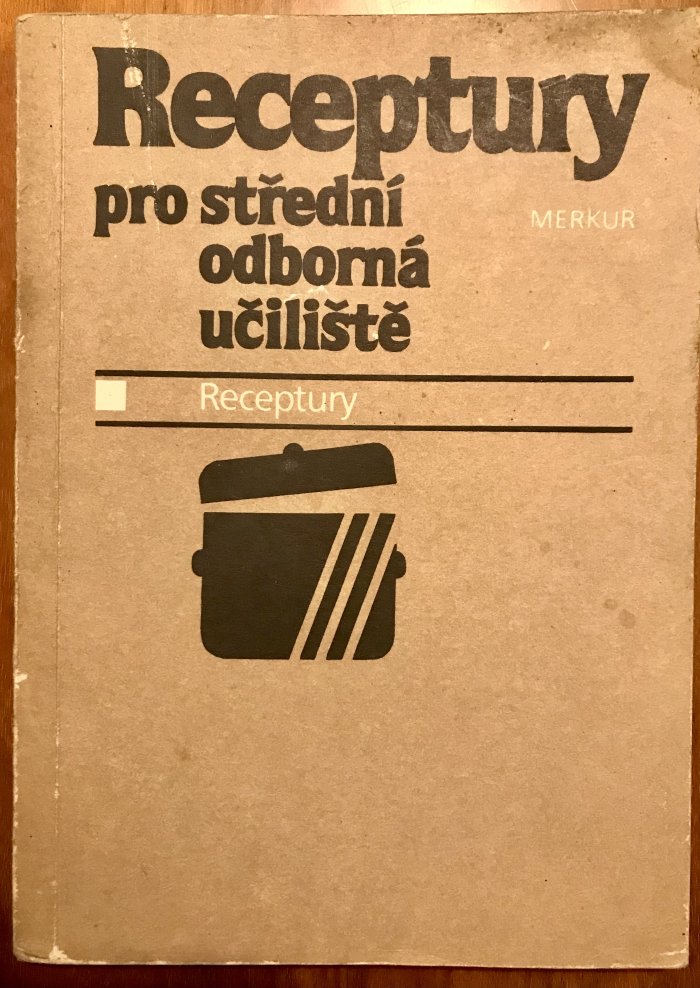 Receptury
pro střední
MERKUR
odborná
učiliště
Receptury